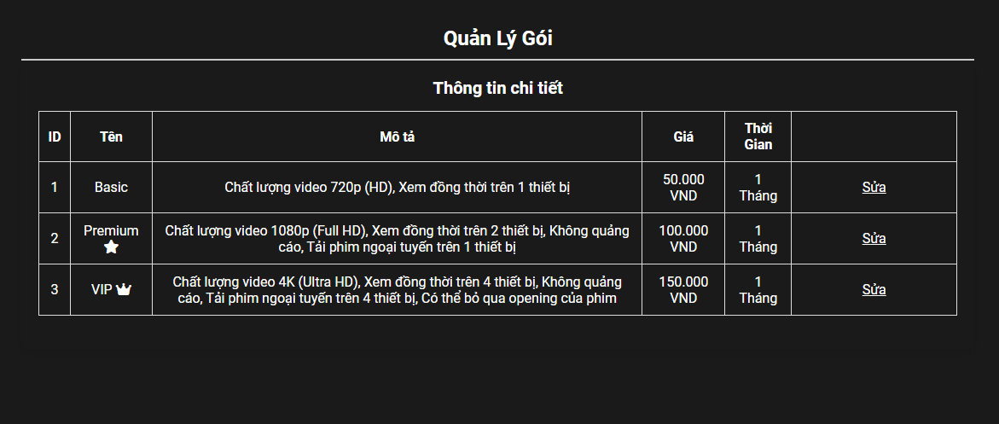 Quản Lý Gói
Thông tin chi tiết
ID Tên Mô tả Giá Thời Gian
1 Basic Chất lượng video 720p (HD), Xem đồng thời trên 1 thiết bị 50.000 VND 1 Tháng Sửa
2 Premium Chất lượng video 1080p (Full HD), Xem đồng thời trên 2 thiết bị, Không quảng cáo, Tải phim ngoại tuyến trên 1 thiết bị 100.000 VND 1 Tháng Sửa
3 VIP Chất lượng video 4K (Ultra HD), Xem đồng thời trên 4 thiết bị, Không quảng cáo, Tải phim ngoại tuyến trên 4 thiết bị, Có thể bỏ qua opening của phim 150.000 VND 1 Tháng Sửa